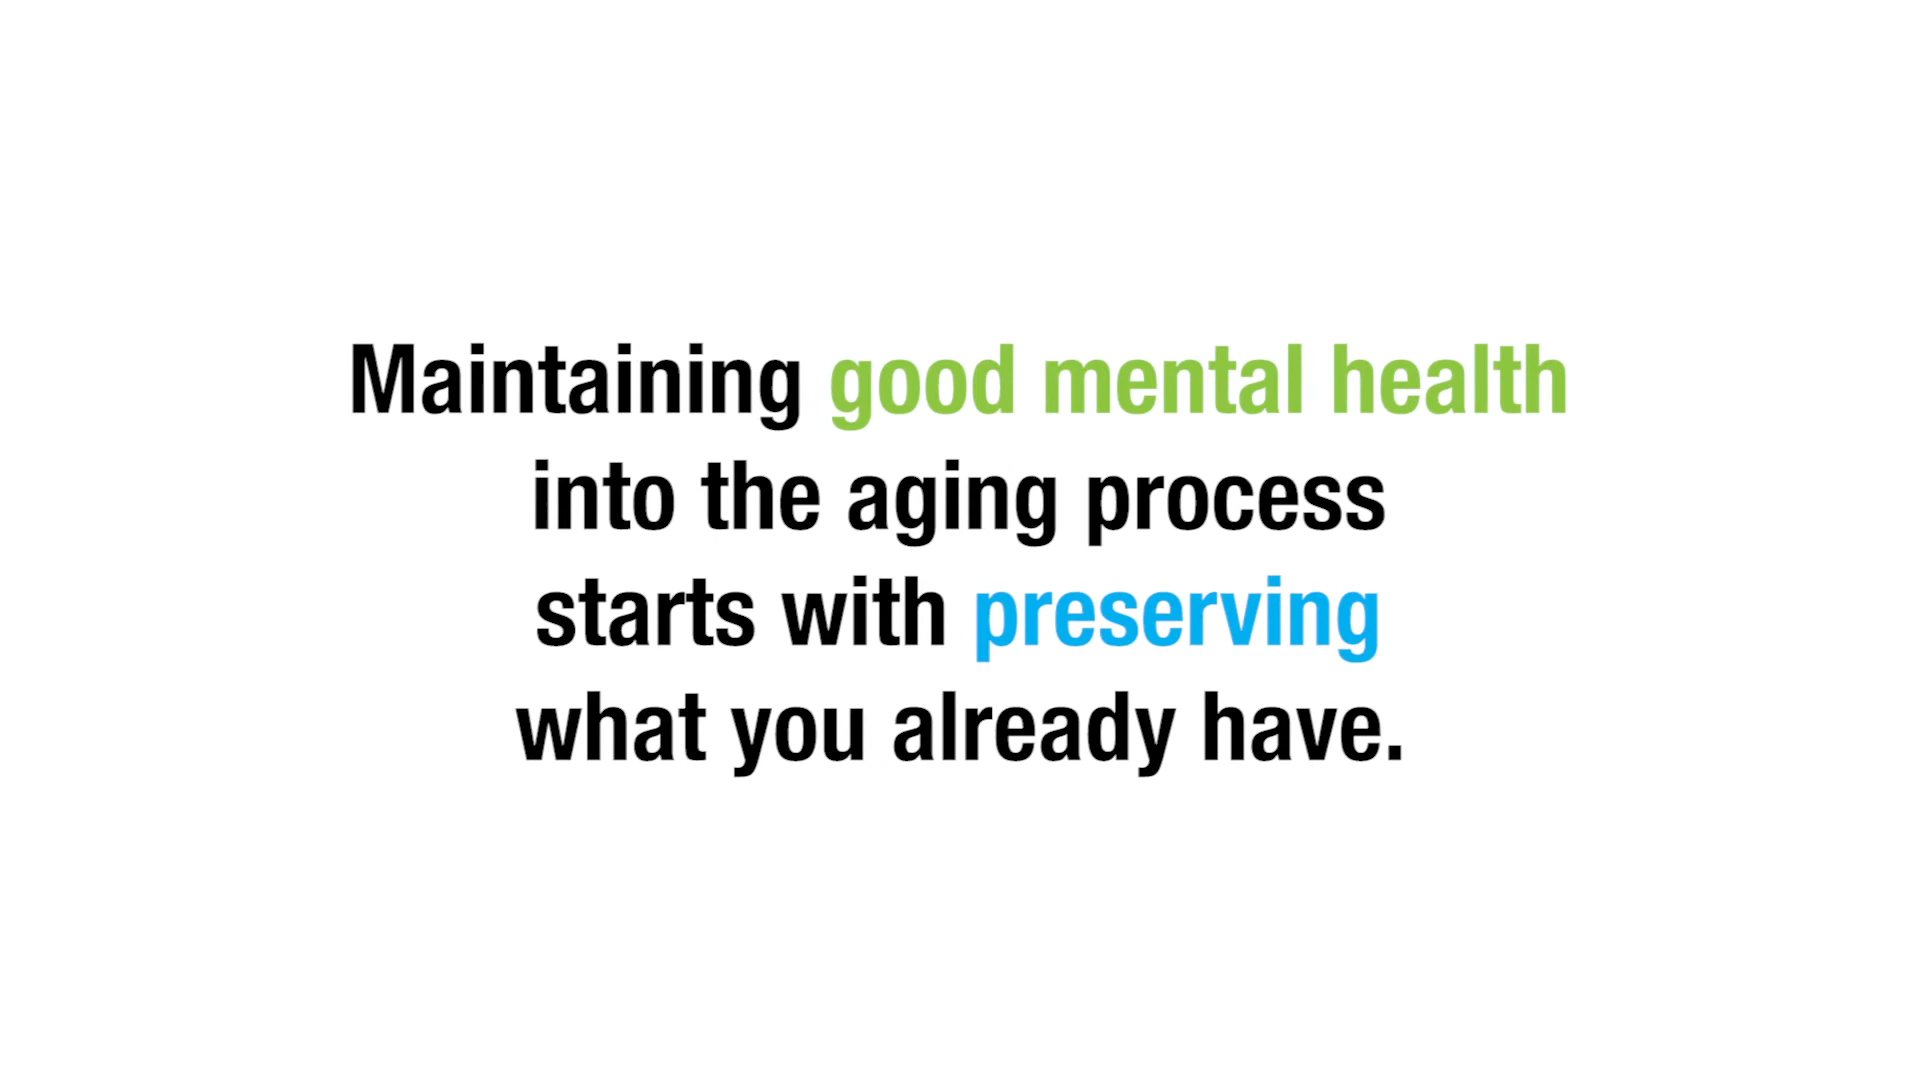 Maintaining good mental health
into the aging process
starts with preserving
what you already have.